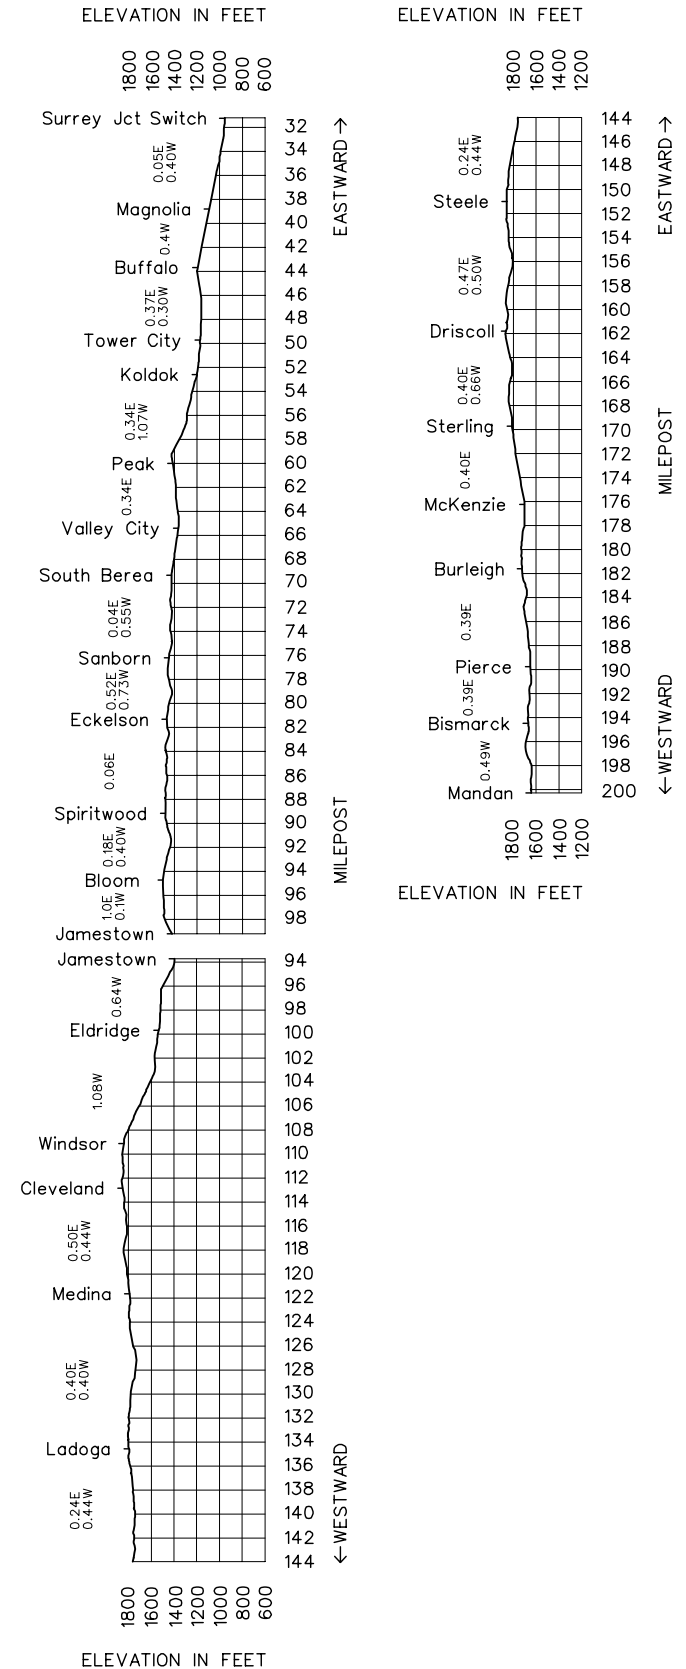 ELEVATION IN FEET
1800
1600
1400
1200
1000
800
600
Surrey Jct Switch
0.05E
0.40W
Magnolia
0.4W
Buffalo
0.37E
0.30W
Tower City
Koldok
0.34E
1.07W
Peak
0.34E
Valley City
South Berea
0.04E
0.55W
Sanborn
0.52E
0.73W
Eckelson
0.06E
Spiritwood
0.18E
0.40W
Bloom
1.0E
0.1W
Jamestown
32
34
36
38
40
42
44
46
48
50
52
54
56
58
60
62
64
66
68
70
72
74
76
78
80
82
84
86
88
90
92
94
96
98
EASTWARD→
MILEPOST
Jamestown
0.64W
Eldridge
1.08W
Windsor
Cleveland
0.50E
0.44W
Medina
0.40E
0.40W
Ladoga
0.24E
0.44W
94
96
98
100
102
104
106
108
110
112
114
116
118
120
122
124
126
128
130
132
134
136
138
140
142
144
←WESTWARD
1800
1600
1400
1200
1000
800
600
ELEVATION IN FEET
ELEVATION IN FEET
1800
1600
1400
1200
0.24E
0.44W
Steele
0.47E
0.50W
Driscoll
0.40E
0.66W
Sterling
0.40E
McKenzie
Burleigh
0.39E
Pierce
0.39E
Bismarck
0.49W
Mandan
144
146
148
150
152
154
156
158
160
162
164
166
168
170
172
174
176
178
180
182
184
186
188
190
192
194
196
198
200
EASTWARD→
MILEPOST
←WESTWARD
1800
1600
1400
1200
ELEVATION IN FEET